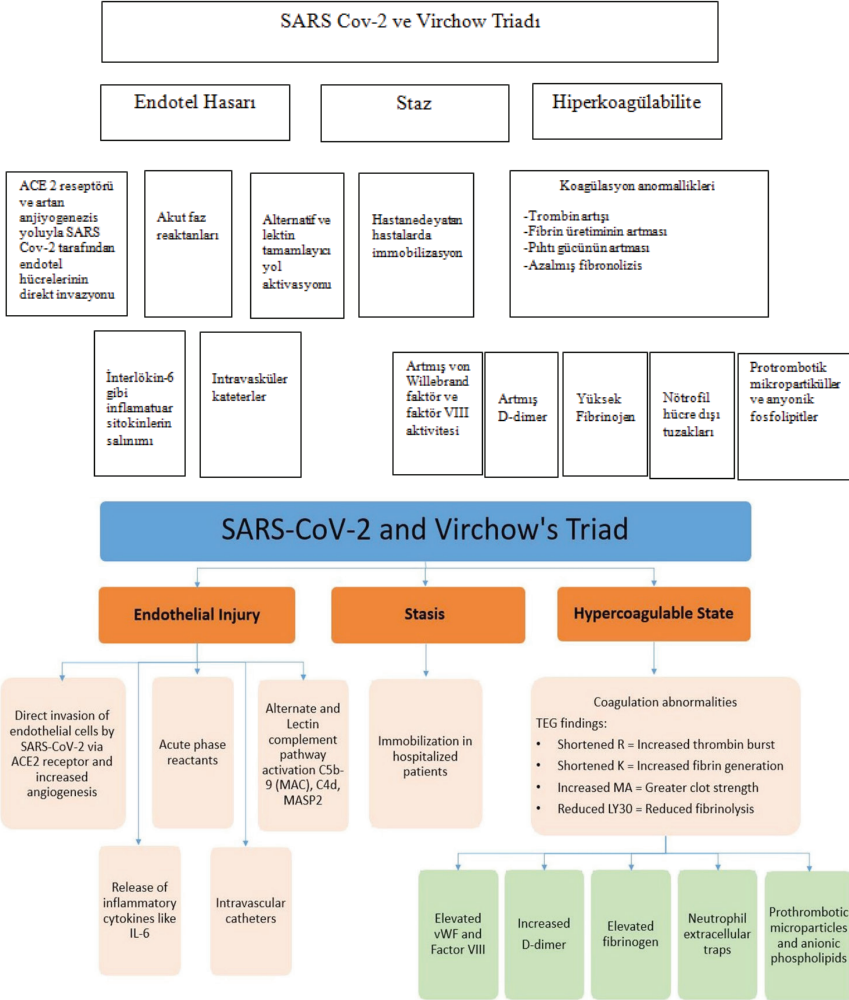 SARS Cov-2 ve Virchow Triadı
Endotel Hasarı
Staz
Hiperkoagülabilite
ACE 2 reseptörü
ve artan
anjiyogenezis
yoluyla SARS
Cov-2 tarafından
endotel
hücrelerinin
direkt invazyonu
Akut faz
reaktanları
Alternatif ve
lektin
tamamlayıcı
yol
aktivasyonu
Hastanede yatan
hastalarda
immobilizasyon
Koagülasyon anormallikleri
-Trombin artışı
-Fibrin üretiminin artması
-Pıhtı gücünün artması
-Azalmış fibronolizis
İnterlökin-6
gibi
inflamatuar
sitokinlerin
salınımı
Intravasküler
kateterler
Artmış von
Willebrand
faktör ve
faktör VIII
aktivitesi
Artmış
D-dimer
Yüksek
Fibrinojen
Nötrofil
hücre dışı
tuzakları
Protrombotik
mikropartiküller
ve anyonik
fosfolipitler
SARS-CoV-2 and Virchow's Triad
Endothelial Injury
Stasis
Hypercoagulable State
Direct invasion of
endothelial cells by
SARS-CoV-2 via
ACE2 receptor and
increased
angiogenesis
Acute phase
reactants
Alternate and
Lectin
complement
pathway
activation C5b-
9 (MAC), C4d,
MASP2
Immobilization in
hospitalized
patients
Coagulation abnormalities
TEG findings:
• Shortened R = Increased thrombin burst
• Shortened K = Increased fibrin generation
• Increased MA = Greater clot strength
• Reduced LY30 = Reduced fibrinolysis
Release of
inflammatory
cytokines like
IL-6
Intravascular
catheters
Elevated
vWF and
Factor VIII
Increased
D-dimer
Elevated
fibrinogen
Neutrophil
extracellular
traps
Prothrombotic
microparticles
and anionic
phospholipids